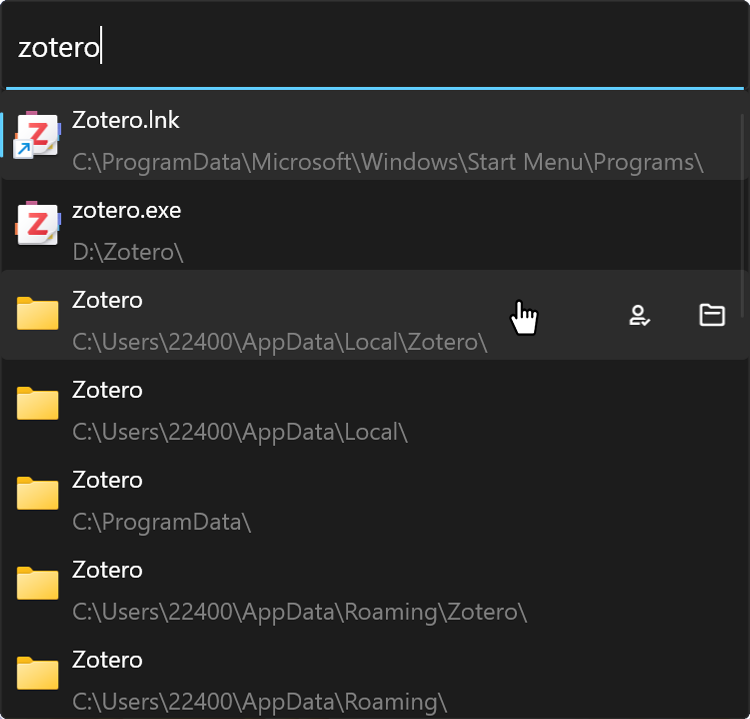 zotero
Zotero.lnk
C:\ProgramData\Microsoft\Windows\Start Menu\Programs\
zotero.exe
D:\Zotero\
Zotero
C:\Users\22400\AppData\Local\Zotero\
Zotero
C:\Users\22400\AppData\Local\
Zotero
C:\ProgramData\
Zotero
C:\Users\22400\AppData\Roaming\Zotero\
Zotero
C:\Users\22400\AppData\Roaming\